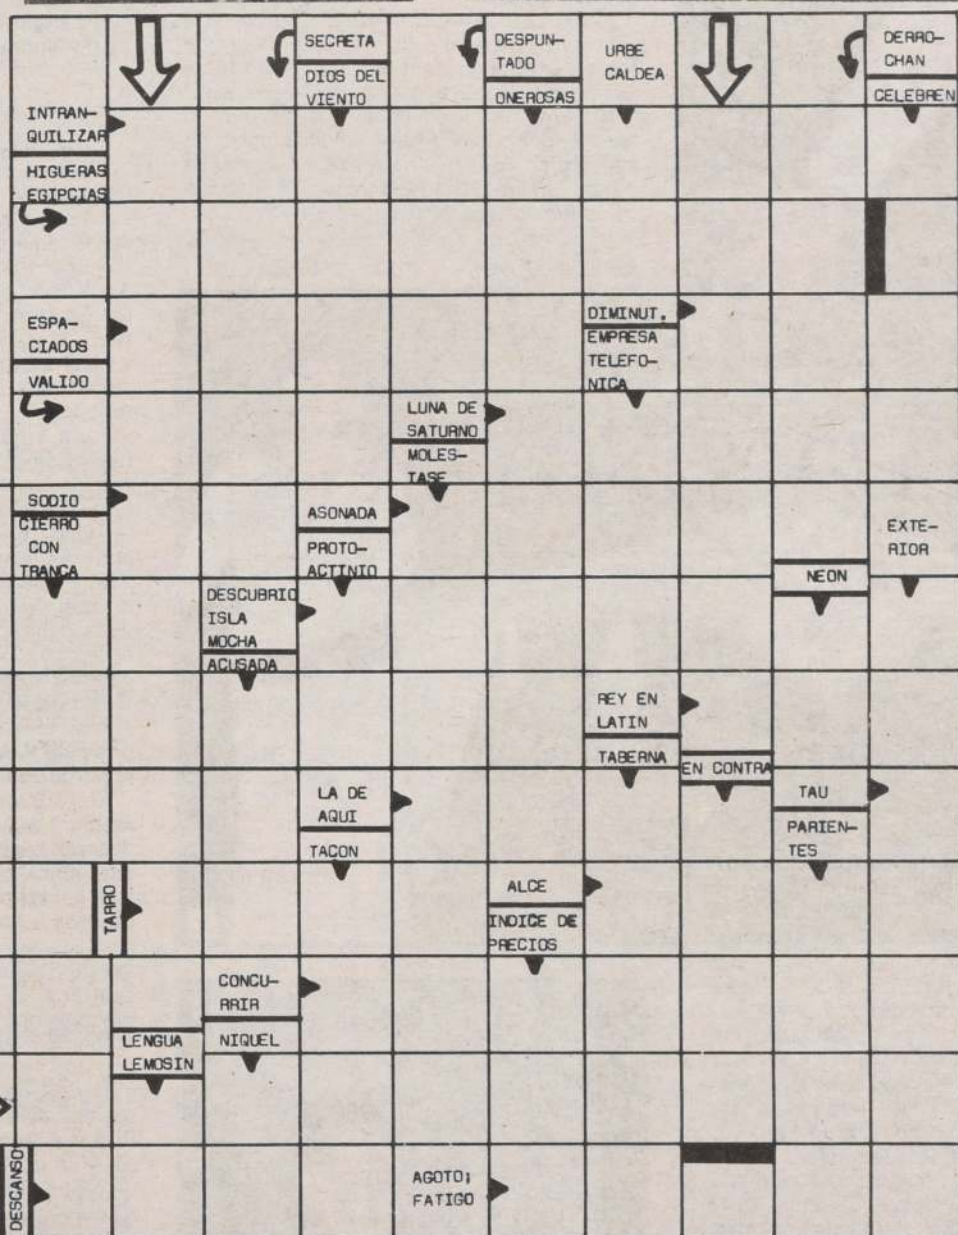 SECRETA
DIOS DEL
VIENTO
DESPUN-
TADO
ONEROSAS
URBE
CALDEA
DERRO-
CHAN
CELEBREN
INTRAN-
QUILIZAR
HIGUERAS
EGIPCIAS
ESPA-
CIADOS
VALIDO
DIMINUT.
EMPRESA
TELEFO-
NICA
LUNA DE
SATURNO
MOLES-
TASE
SODIO
CIERRO
CON
TRANCA
ASONADA
PROTO-
ACTINIO
EXTE-
RIOR
NEON
DESCUBRIO
ISLA
MOCHA
ACUSADA
REY EN
LATIN
TABERNA
EN CONTRA
LA DE
AQUI
TACON
TAU
PARIEN-
TES
TARRO
ALCE
INDICE DE
PRECIOS
CONCU-
RRIR
NIQUEL
LENGUA
LEMOSIN
DESCANSO
AGOTO;
FATIGO